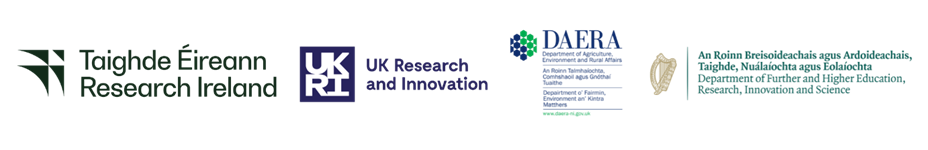 Taighde Éireann
Research Ireland
UK
RI
UK Research
and Innovation
DAERA
Department of Agriculture,
Environment and Rural Affairs
An Roinn Talmhaíochta,
Comhshaoil agus Gnóthaí
Tuaithe
Depairtment o' Fairmin,
Environment an' Kintra
Matthers
www.daera-ni.gov.uk
An Roinn Breisoideachais agus Ardoideachais,
Taighde, Nuálaíochta agus Eolaíochta
Department of Further and Higher Education,
Research, Innovation and Science